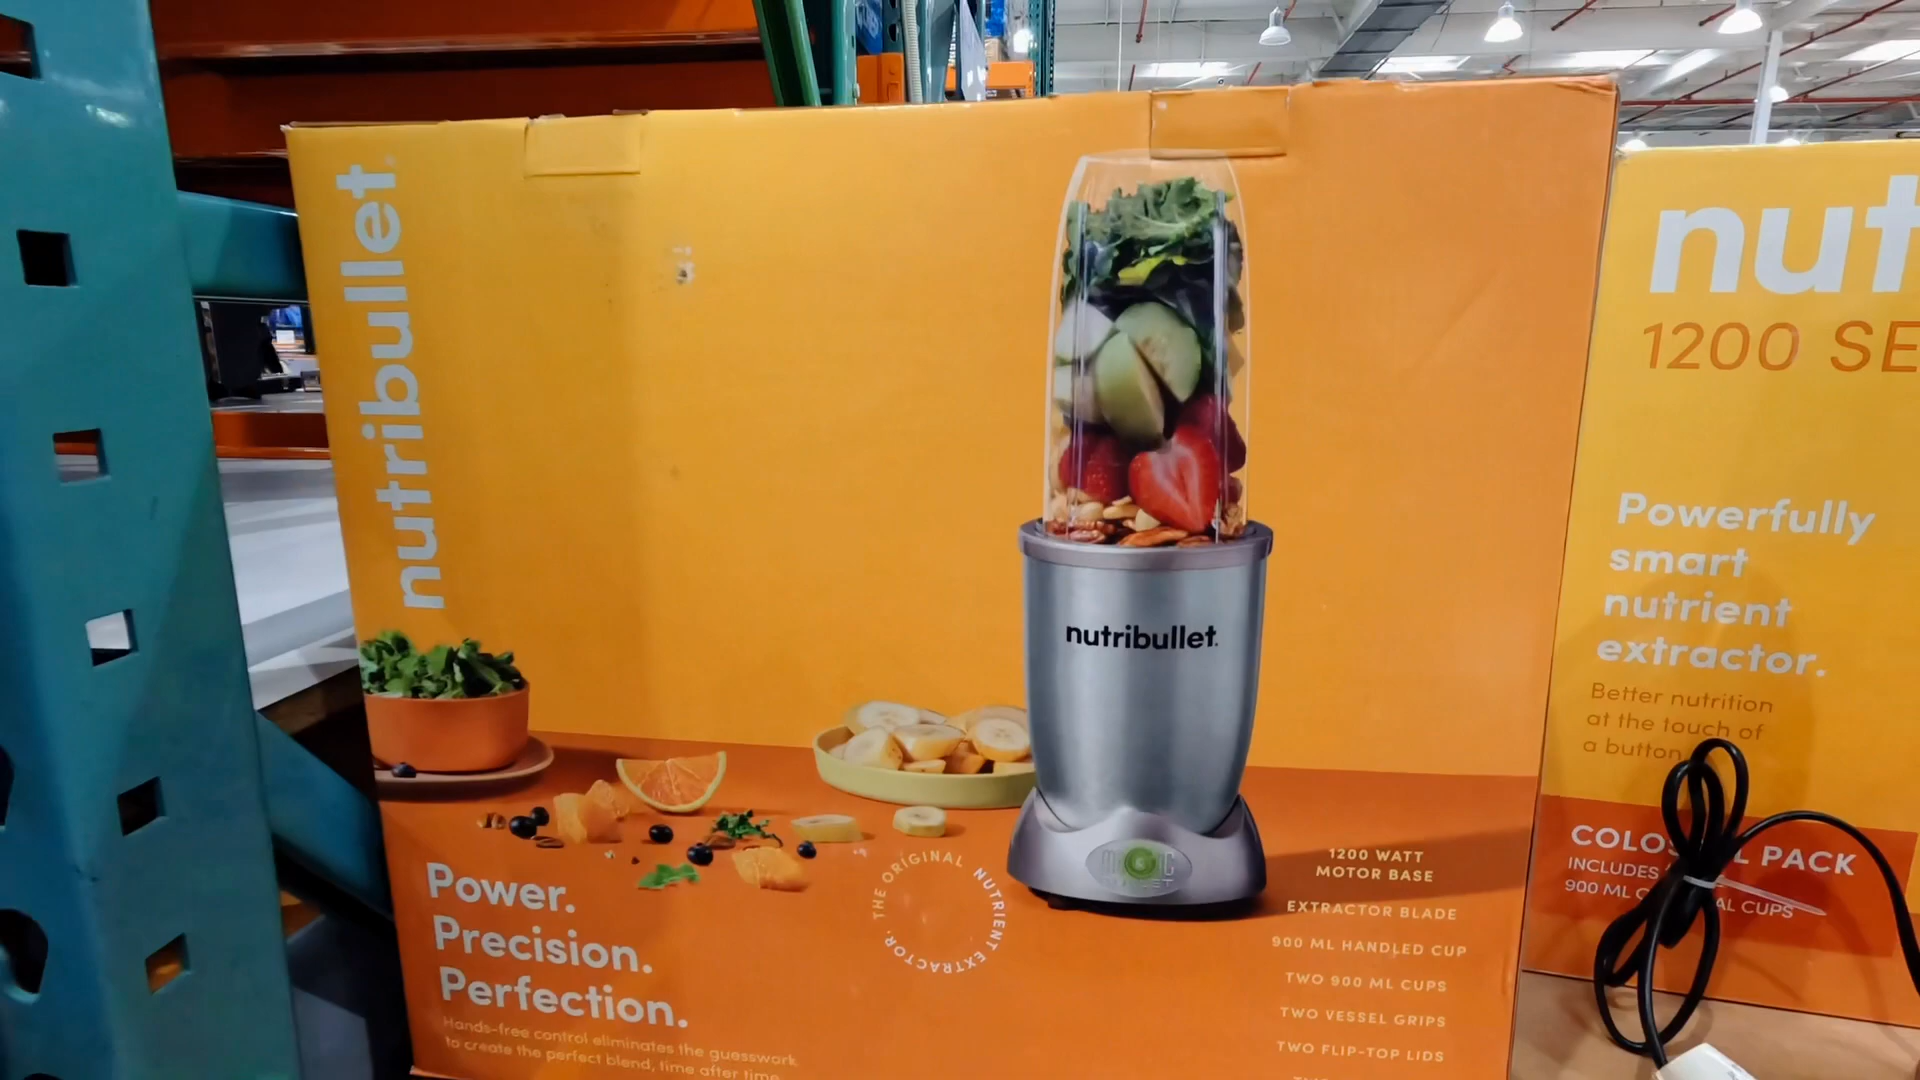 nutribullet
nutribullet.
Power.
Precision.
Perfection.
Hands-free control eliminates the guesswork
to create the perfect blend, time after time
THE ORIGINAL NUTRIENT EXTRACTOR.
1200 WATT
MOTOR BASE
EXTRACTOR BLADE
900 ML HANDLED CUP
TWO 900 ML CUPS
TWO VESSEL GRIPS
TWO FLIP-TOP LIDS
nut
1200 SE
Powerfully
smart
nutrient
extractor.
Better nutrition
at the touch of
a button
PACK
INCLUDES
900 ML
CUPS